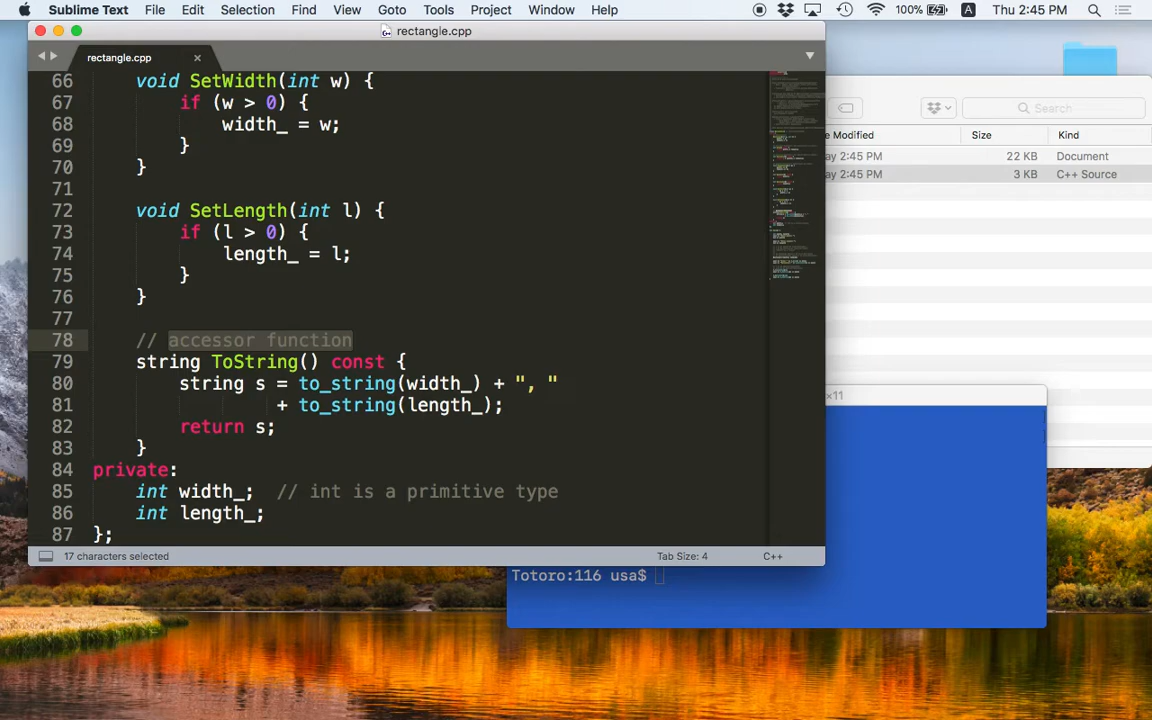 Sublime Text File Edit Selection Find View Goto Tools Project Window Help 100% A Thu 2:45 PM
rectangle.cpp
rectangle.cpp
66 void SetWidth(int w) {
67 if (w > 0) {
68 width_ = w;
69 }
70 }
71
72 void SetLength(int l) {
73 if (l > 0) {
74 length_ = l;
75 }
76 }
77
78 // accessor function
79 string ToString() const {
80 string s = to_string(width_) + ", "
81 + to_string(length_);
82 return s;
83 }
84 private:
85 int width_; // int is a primitive type
86 int length_;
87 };
17 characters selected Tab Size: 4 C++
Search
Modified Size Kind
2:45 PM 22 KB Document
2:45 PM 3 KB C++ Source
×11
Totoro:116 usa$